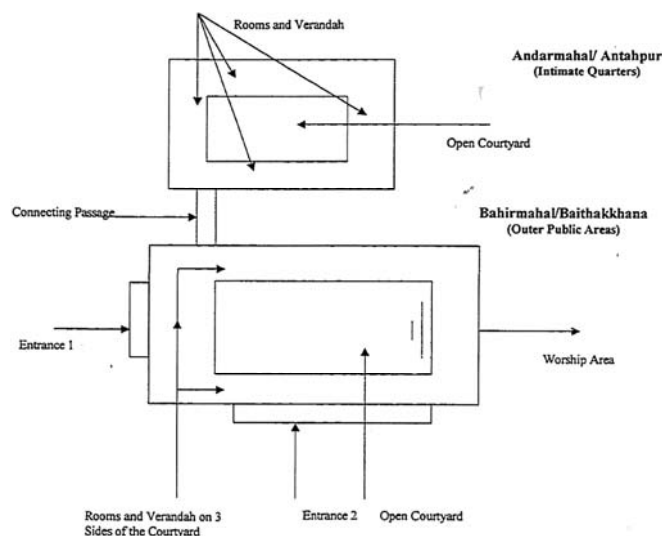 Rooms and Verandah
Andarmahal/ Antahpur
(Intimate Quarters)
Open Courtyard
Connecting Passage
Bahirmahal/Baithakkhana
(Outer Public Areas)
Entrance 1
Worship Area
Rooms and Verandah on 3
Sides of the Courtyard
Entrance 2
Open Courtyard